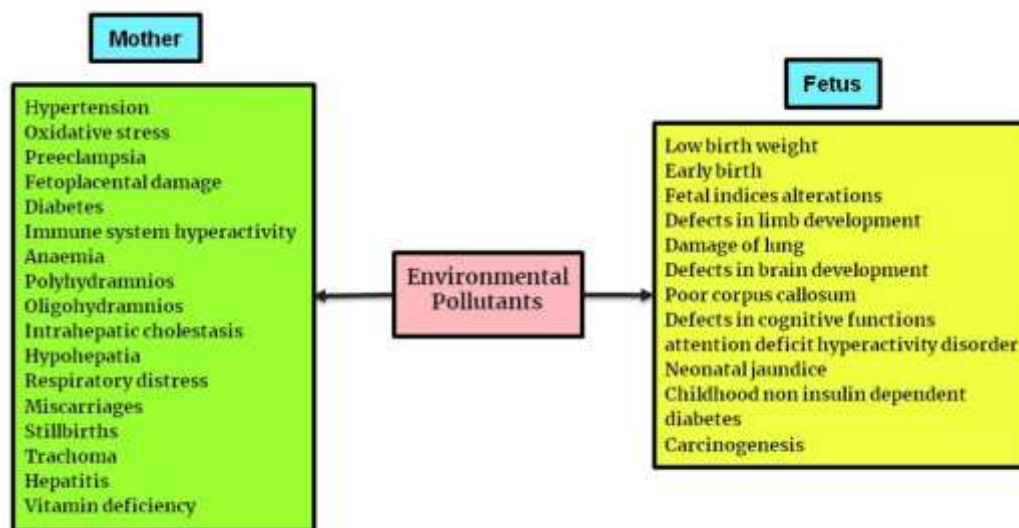 Mother
Hypertension
Oxidative stress
Preeclampsia
Fetoplacental damage
Diabetes
Immune system hyperactivity
Anaemia
Polyhydramnios
Oligohydramnios
Intrahepatic cholestasis
Hypohepatia
Respiratory distress
Miscarriages
Stillbirths
Trachoma
Hepatitis
Vitamin deficiency
Environmental
Pollutants
Fetus
Low birth weight
Early birth
Fetal indices alterations
Defects in limb development
Damage of lung
Defects in brain development
Poor corpus callosum
Defects in cognitive functions
attention deficit hyperactivity disorder
Neonatal jaundice
Childhood non insulin dependent
diabetes
Carcinogenesis